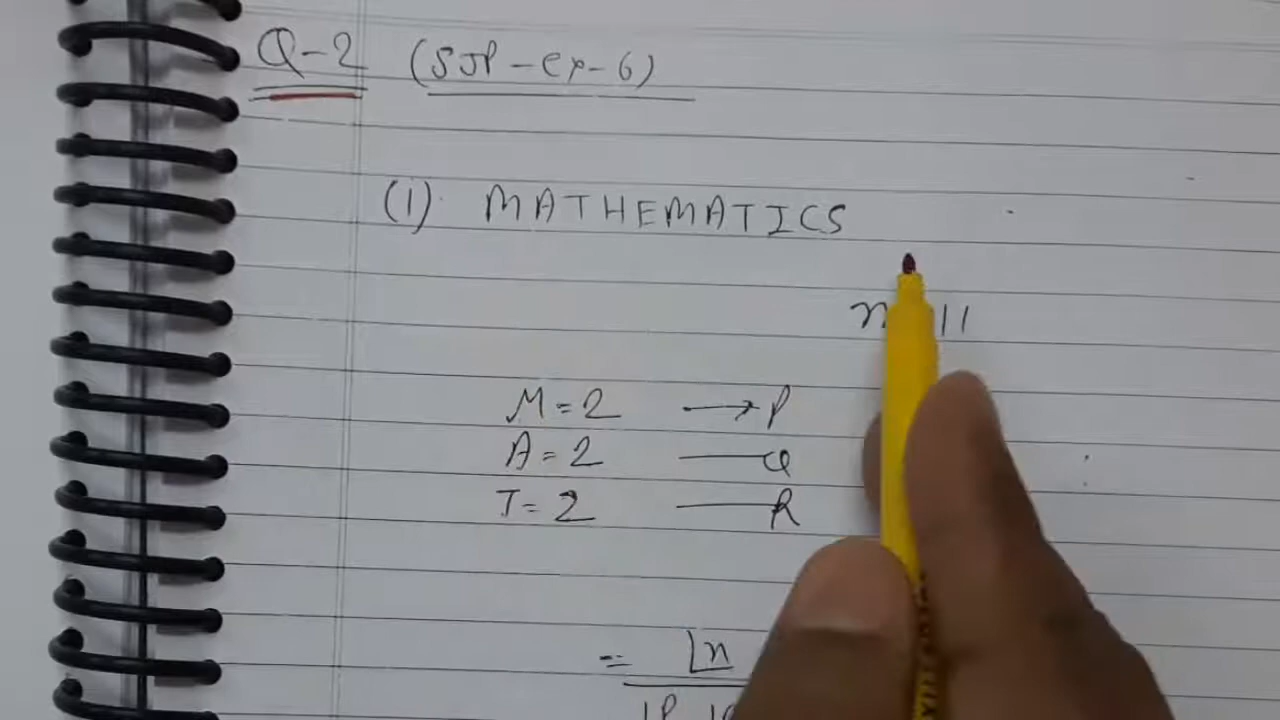 Q-2 (SJP-ex-6)
(1) MATHEMATICS
n 11
M=2 → P
A=2 — Q
T=2 — R
= ⌊n
⌊P